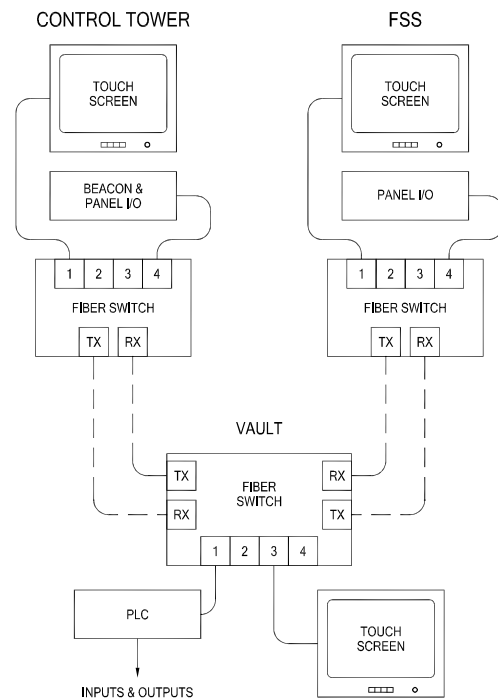 CONTROL TOWER
FSS
TOUCH
SCREEN
TOUCH
SCREEN
BEACON &
PANEL I/O
PANEL I/O
1 2 3 4
FIBER SWITCH
TX RX
1 2 3 4
FIBER SWITCH
TX RX
VAULT
TX
RX
FIBER
SWITCH
RX
TX
1 2 3 4
PLC
TOUCH
SCREEN
INPUTS & OUTPUTS